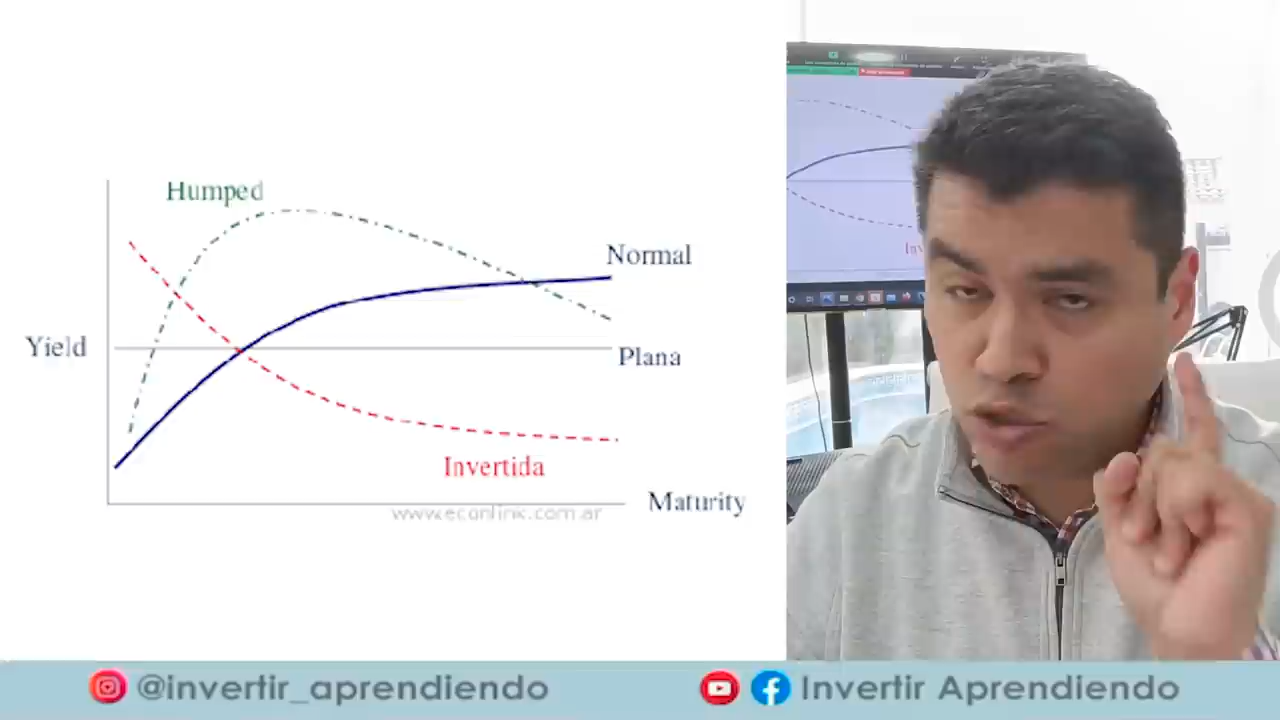 Humped
Normal
Yield
Plana
Invertida
Maturity
www.econlink.com.ar
@invertir_aprendiendo
Invertir Aprendiendo